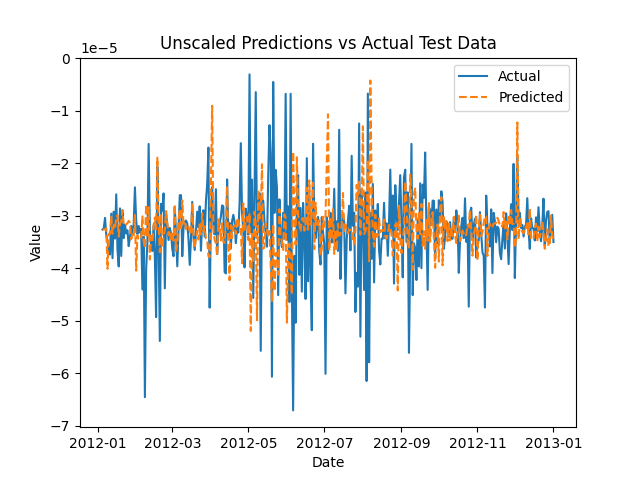 Unscaled Predictions vs Actual Test Data
1e−5
0
−1
−2
−3
−4
−5
−6
−7
Value
Actual
Predicted
2012-01 2012-03 2012-05 2012-07 2012-09 2012-11 2013-01
Date